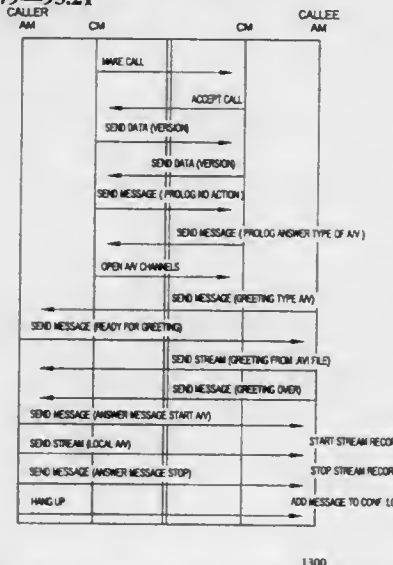 CALLER
AM
CM
CM
CALLEE
AM
MAKE CALL
ACCEPT CALL
SEND DATA (VERSION)
SEND DATA (VERSION)
SEND MESSAGE ( PROLOG NO ACTION )
SEND MESSAGE (PROLOG ANSWER TYPE OF A/V )
OPEN A/V CHANNELS
SEND MESSAGE (GREETING TYPE A/V)
SEND MESSAGE (READY FOR GREETING)
SEND STREAM (GREETING FROM .AVI FILE)
SEND MESSAGE (GREETING OVER)
SEND MESSAGE (ANSWER MESSAGE START A/V)
SEND STREAM (LOCAL A/V)
START STREAM RECOR
SEND MESSAGE (ANSWER MESSAGE STOP)
STOP STREAM RECOR
HANG UP
ADD MESSAGE TO CONF
1300